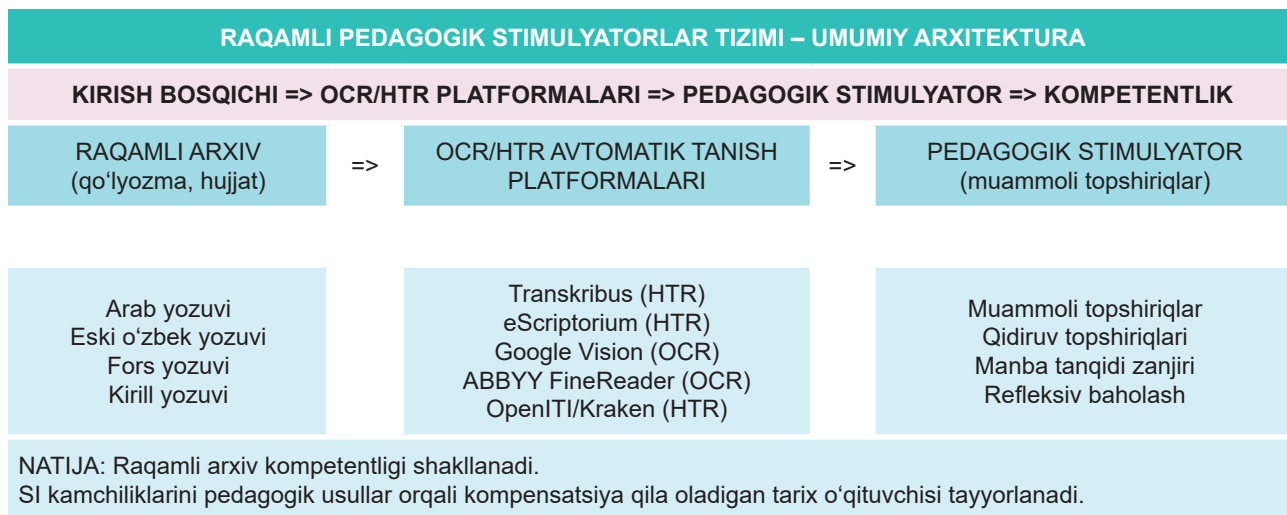 RAQAMLI PEDAGOGIK STIMULYATORLAR TIZIMI – UMUMIY ARXITEKTURA
KIRISH BOSQICHI => OCR/HTR PLATFORMALARI => PEDAGOGIK STIMULYATOR => KOMPETENTLIK
RAQAMLI ARXIV
(qo‘lyozma, hujjat)
=>
OCR/HTR AVTOMATIK TANISH
PLATFORMALARI
=>
PEDAGOGIK STIMULYATOR
(muammoli topshiriqlar)
Arab yozuvi
Eski o‘zbek yozuvi
Fors yozuvi
Kirill yozuvi
Transkribus (HTR)
eScriptorium (HTR)
Google Vision (OCR)
ABBYY FineReader (OCR)
OpenITI/Kraken (HTR)
Muammoli topshiriqlar
Qidiruv topshiriqlari
Manba tanqidi zanjiri
Refleksiv baholash
NATIJA: Raqamli arxiv kompetentligi shakllanadi.
SI kamchiliklarini pedagogik usullar orqali kompensatsiya qila oladigan tarix o‘qituvchisi tayyorlanadi.